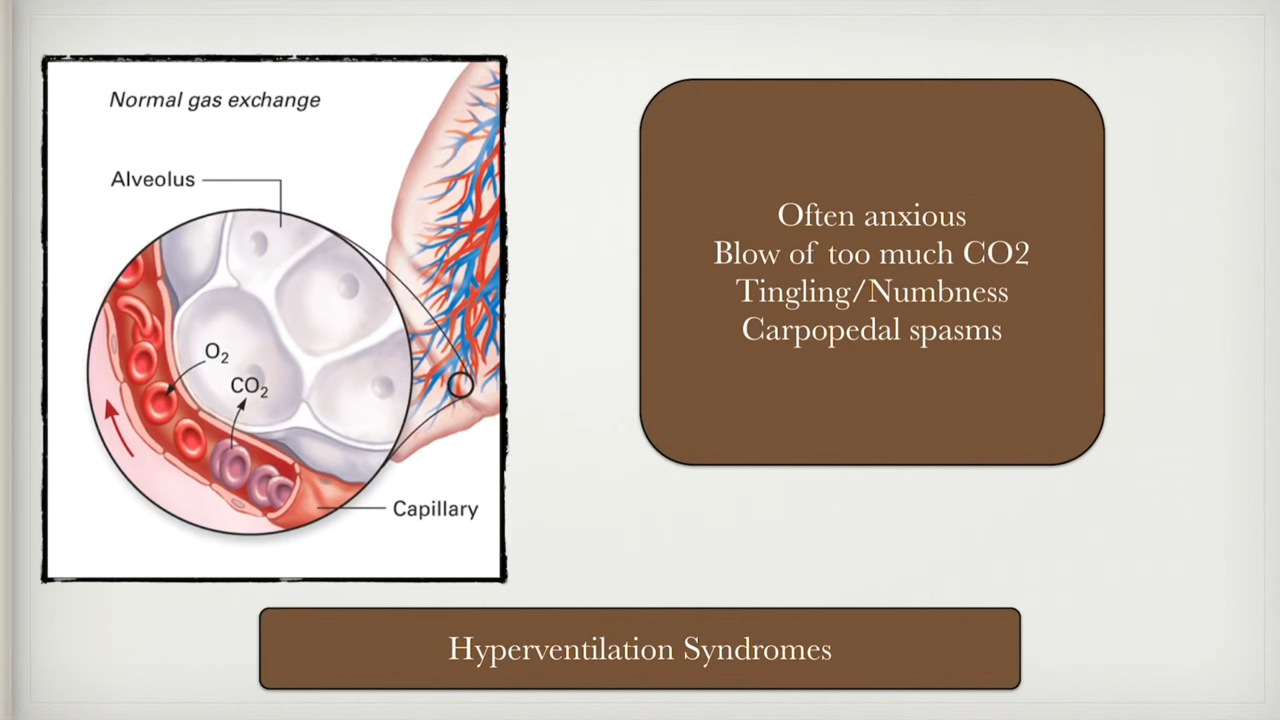 Normal gas exchange
Alveolus
O₂
CO₂
Capillary
Often anxious
Blow of too much CO2
Tingling/Numbness
Carpopedal spasms
Hyperventilation Syndromes